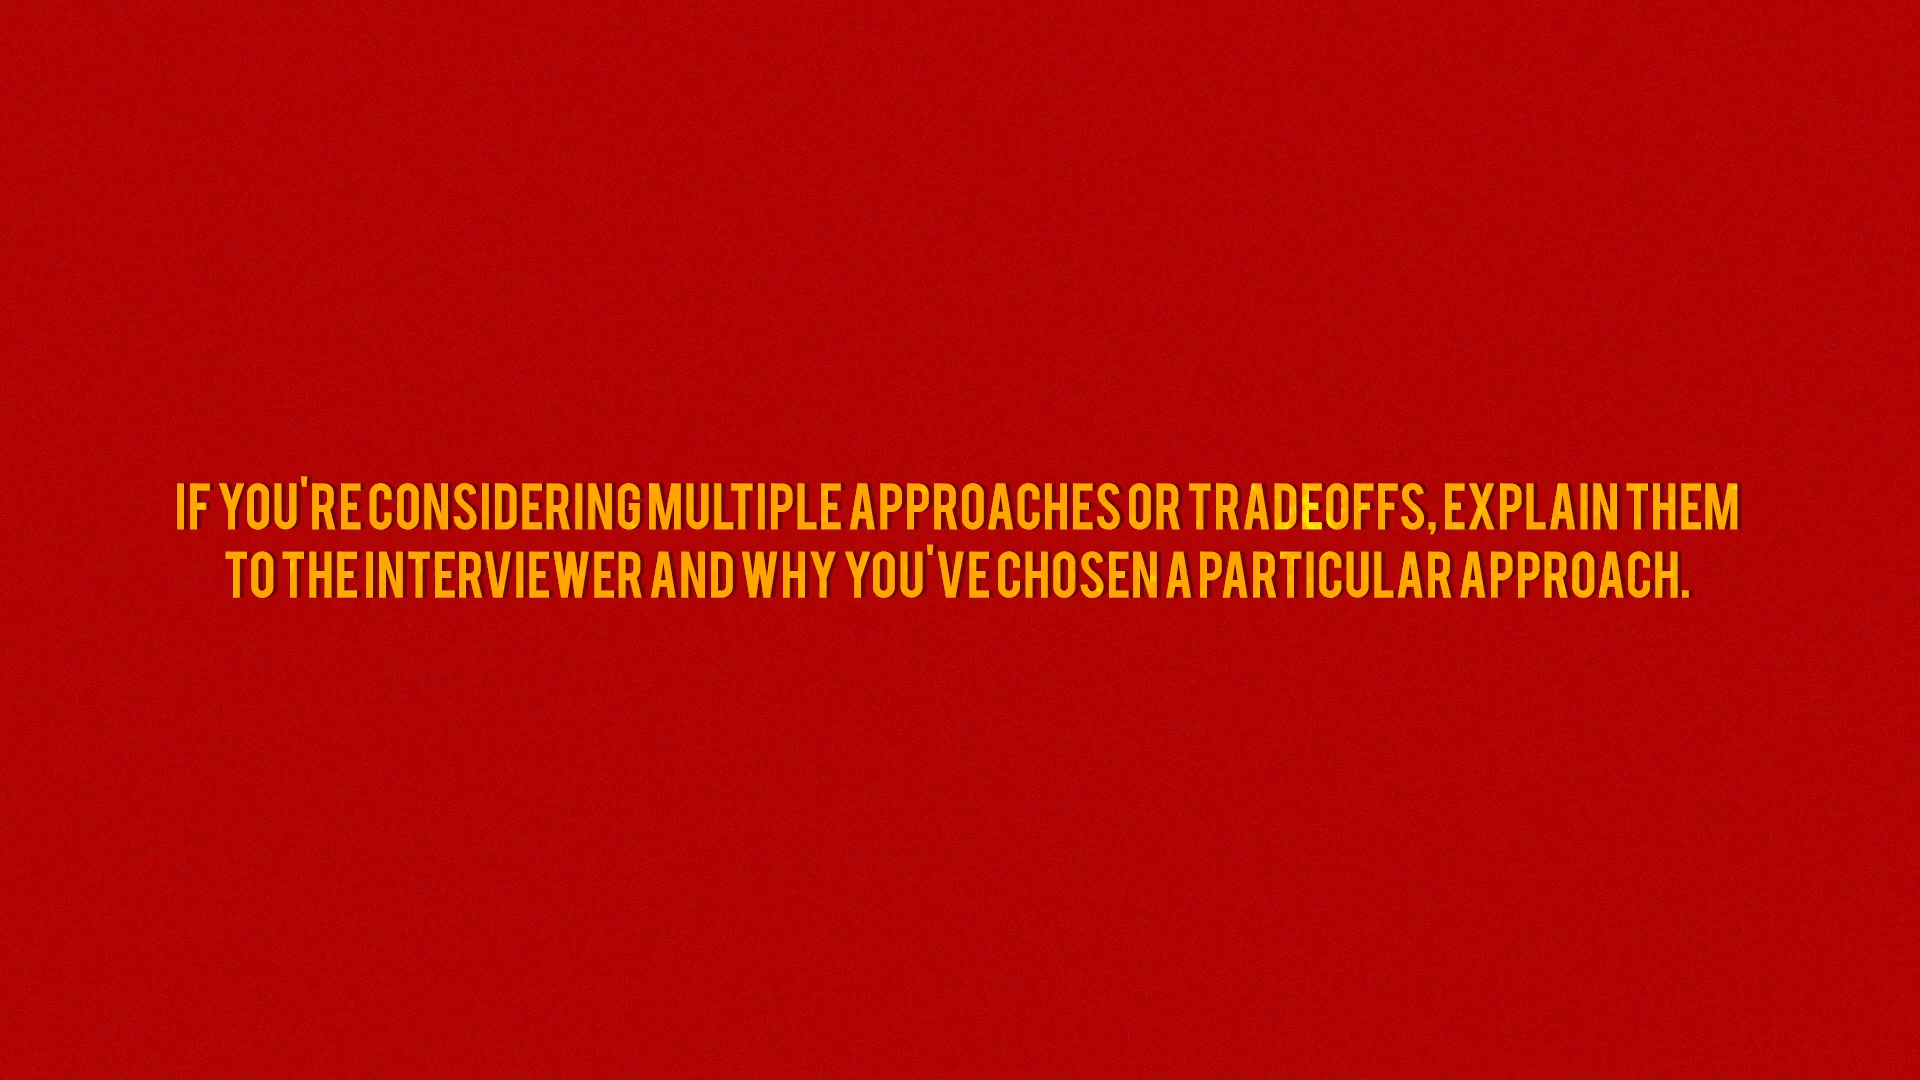 IF YOU'RE CONSIDERING MULTIPLE APPROACHES OR TRADEOFFS, EXPLAIN THEM
TO THE INTERVIEWER AND WHY YOU'VE CHOSEN A PARTICULAR APPROACH.